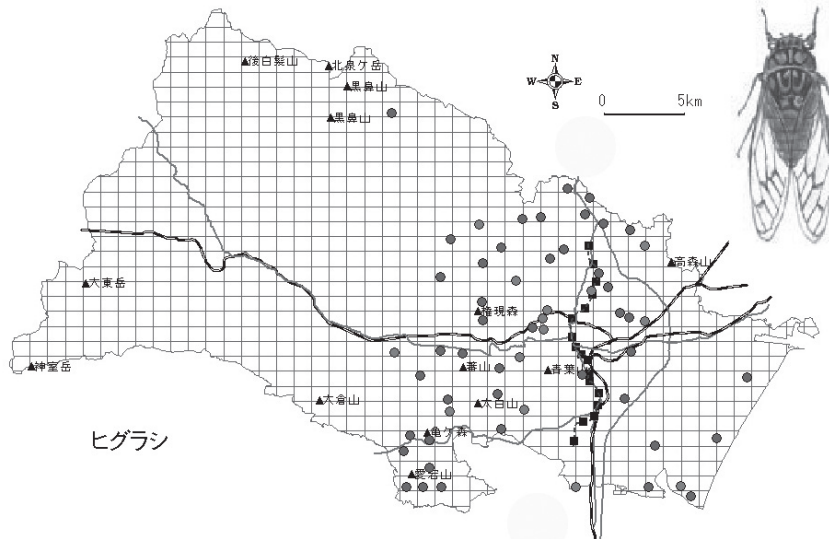 後白髪山
北泉ケ岳
黒鼻山
黒鼻山
N
W E
S
0 5km
高森山
大東岳
権現森
神室岳
蕃山
青葉山
大倉山
太白山
亀ケ森
ヒグラシ
愛宕山